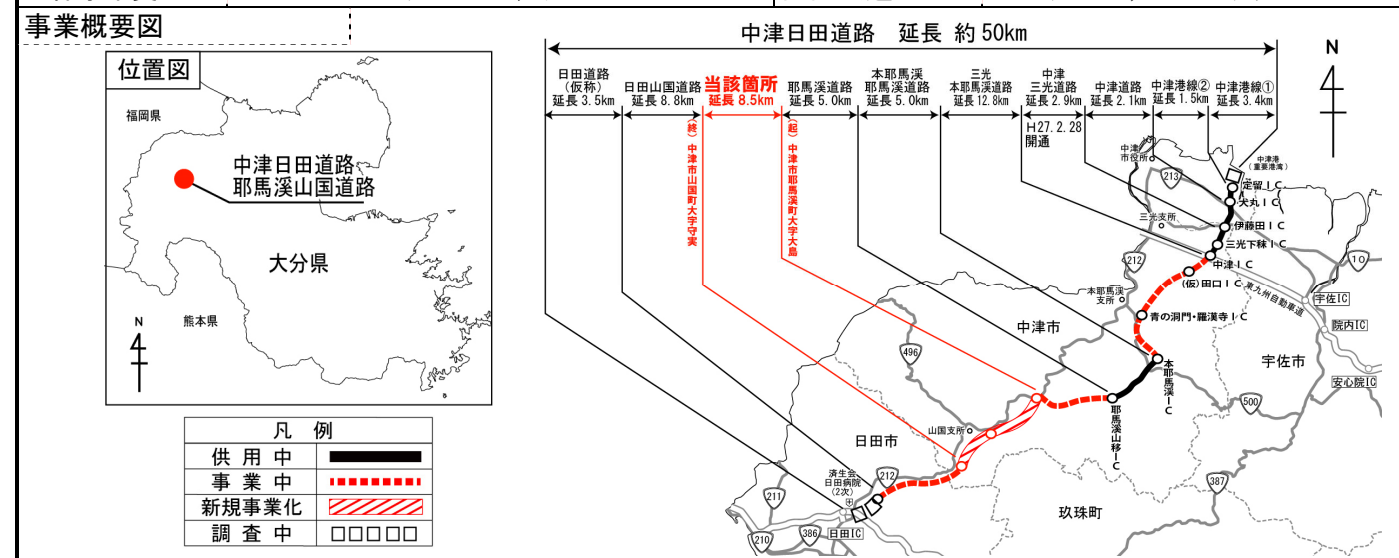 事業概要図
中津日田道路　延長 約50km
位置図
福岡県
中津日田道路
耶馬溪山国道路
大分県
熊本県
N
凡　例
供 用 中
事 業 中
新規事業化
調 査 中
日田道路
(仮称)
延長 3.5km
日田山国道路
延長 8.8km
当該箇所
延長 8.5km
耶馬溪道路
延長 5.0km
本耶馬溪
耶馬溪道路
延長 5.0km
三光
本耶馬溪道路
延長 12.8km
中津
三光道路
延長 2.9km
H27.2.28
開通
中津道路
延長 2.1km
中津港線②
延長 1.5km
中津港線①
延長 3.4km
N
(終) 中津市山国町大字守実
(起) 中津市耶馬溪町大字大島
中津
市役所
中津港
(重要港湾)
213
定留IC
犬丸IC
伊藤田IC
三光支所
三光下秣IC
中津IC
212
10
(仮)田口IC
東九州自動車道
宇佐IC
本耶馬溪
支所
青の洞門・羅漢寺IC
院内IC
中津市
宇佐市
496
本耶馬溪IC
安心院IC
500
山国支所
耶馬溪山移IC
日田市
済生会
日田病院
(2次)
212
211
387
玖珠町
210
386
日田IC